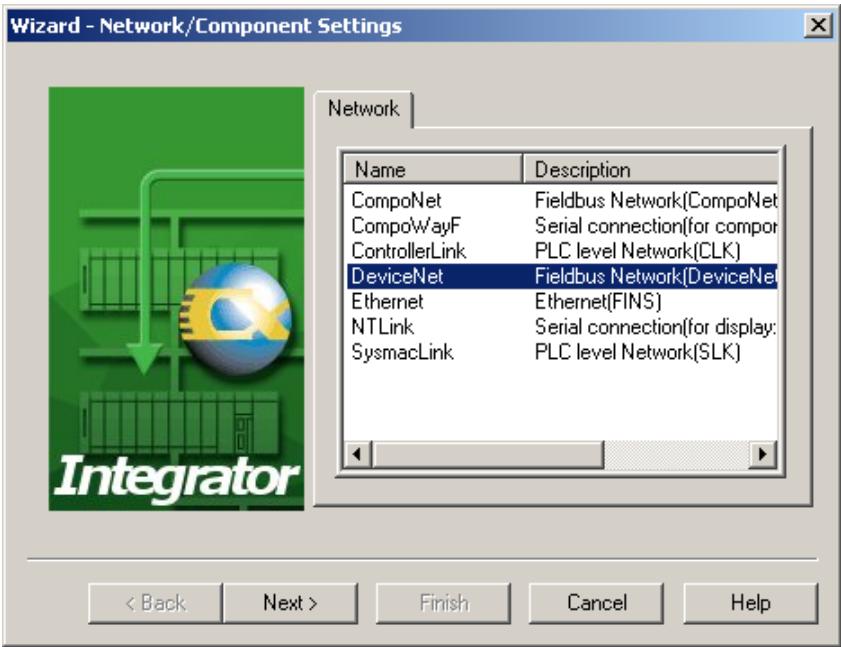 Wizard - Network/Component Settings
Network
Name Description
CompoNet Fieldbus Network(CompoNet
CompoWayF Serial connection(for compor
ControllerLink PLC level Network(CLK)
DeviceNet Fieldbus Network(DeviceNet
Ethernet Ethernet(FINS)
NTLink Serial connection(for display:
SysmacLink PLC level Network(SLK)
CX
Integrator
< Back Next > Finish Cancel Help